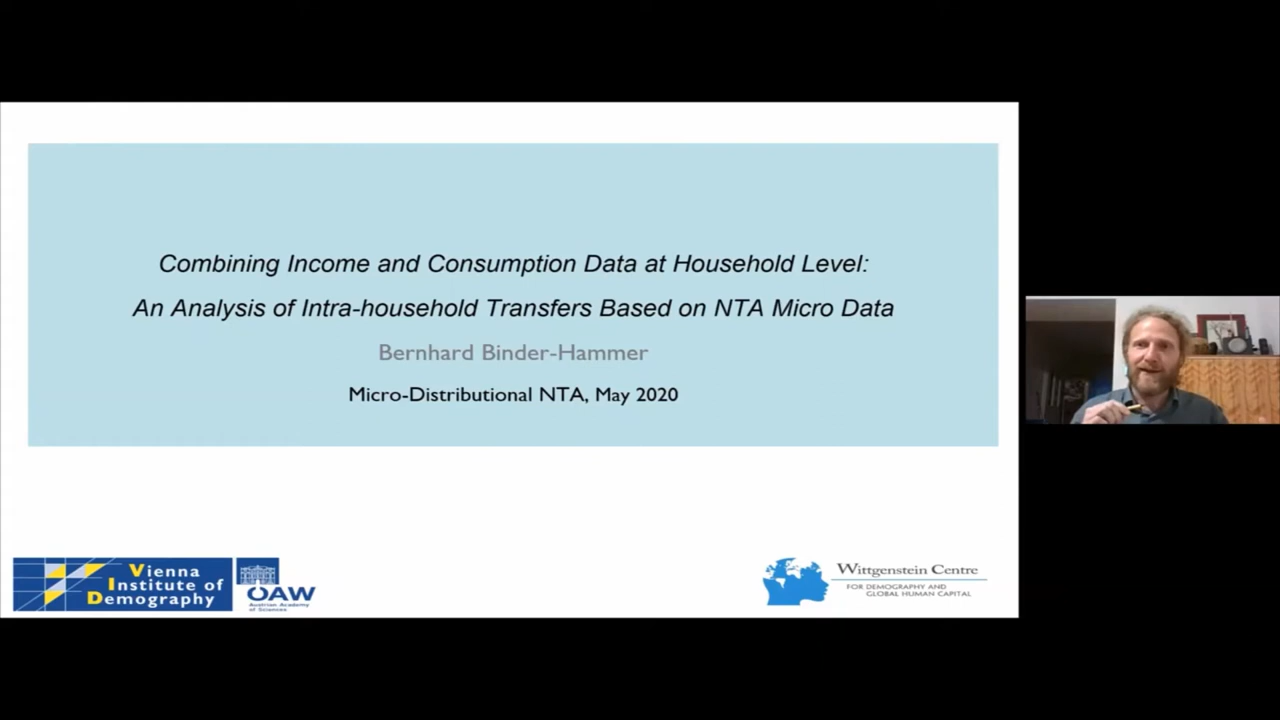 Combining Income and Consumption Data at Household Level:
An Analysis of Intra-household Transfers Based on NTA Micro Data
Bernhard Binder-Hammer
Micro-Distributional NTA, May 2020
Vienna
Institute of
Demography
ÖAW
Austrian Academy
of Sciences
Wittgenstein Centre
FOR DEMOGRAPHY AND
GLOBAL HUMAN CAPITAL